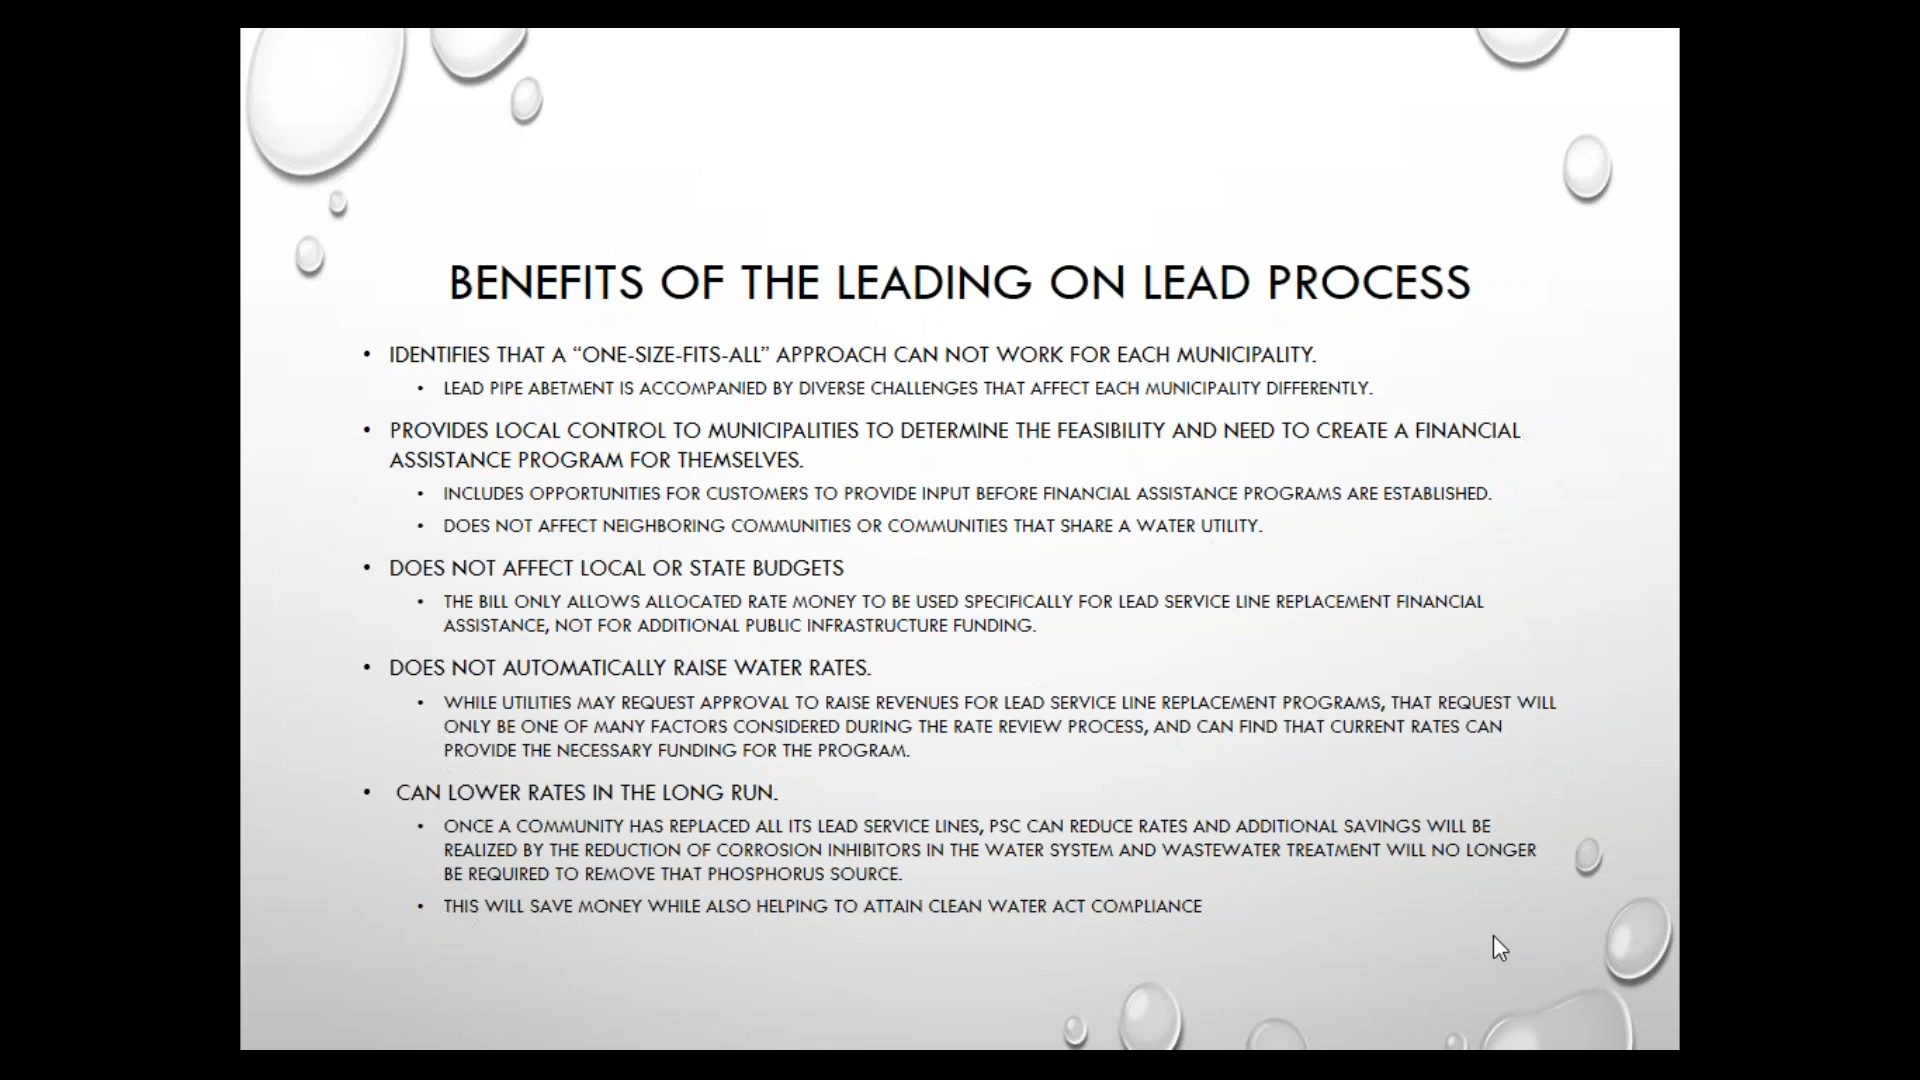 BENEFITS OF THE LEADING ON LEAD PROCESS
• IDENTIFIES THAT A “ONE-SIZE-FITS-ALL” APPROACH CAN NOT WORK FOR EACH MUNICIPALITY.
• LEAD PIPE ABETMENT IS ACCOMPANIED BY DIVERSE CHALLENGES THAT AFFECT EACH MUNICIPALITY DIFFERENTLY.
• PROVIDES LOCAL CONTROL TO MUNICIPALITIES TO DETERMINE THE FEASIBILITY AND NEED TO CREATE A FINANCIAL
ASSISTANCE PROGRAM FOR THEMSELVES.
• INCLUDES OPPORTUNITIES FOR CUSTOMERS TO PROVIDE INPUT BEFORE FINANCIAL ASSISTANCE PROGRAMS ARE ESTABLISHED.
• DOES NOT AFFECT NEIGHBORING COMMUNITIES OR COMMUNITIES THAT SHARE A WATER UTILITY.
• DOES NOT AFFECT LOCAL OR STATE BUDGETS
• THE BILL ONLY ALLOWS ALLOCATED RATE MONEY TO BE USED SPECIFICALLY FOR LEAD SERVICE LINE REPLACEMENT FINANCIAL
ASSISTANCE, NOT FOR ADDITIONAL PUBLIC INFRASTRUCTURE FUNDING.
• DOES NOT AUTOMATICALLY RAISE WATER RATES.
• WHILE UTILITIES MAY REQUEST APPROVAL TO RAISE REVENUES FOR LEAD SERVICE LINE REPLACEMENT PROGRAMS, THAT REQUEST WILL
ONLY BE ONE OF MANY FACTORS CONSIDERED DURING THE RATE REVIEW PROCESS, AND CAN FIND THAT CURRENT RATES CAN
PROVIDE THE NECESSARY FUNDING FOR THE PROGRAM.
• CAN LOWER RATES IN THE LONG RUN.
• ONCE A COMMUNITY HAS REPLACED ALL ITS LEAD SERVICE LINES, PSC CAN REDUCE RATES AND ADDITIONAL SAVINGS WILL BE
REALIZED BY THE REDUCTION OF CORROSION INHIBITORS IN THE WATER SYSTEM AND WASTEWATER TREATMENT WILL NO LONGER
BE REQUIRED TO REMOVE THAT PHOSPHORUS SOURCE.
• THIS WILL SAVE MONEY WHILE ALSO HELPING TO ATTAIN CLEAN WATER ACT COMPLIANCE